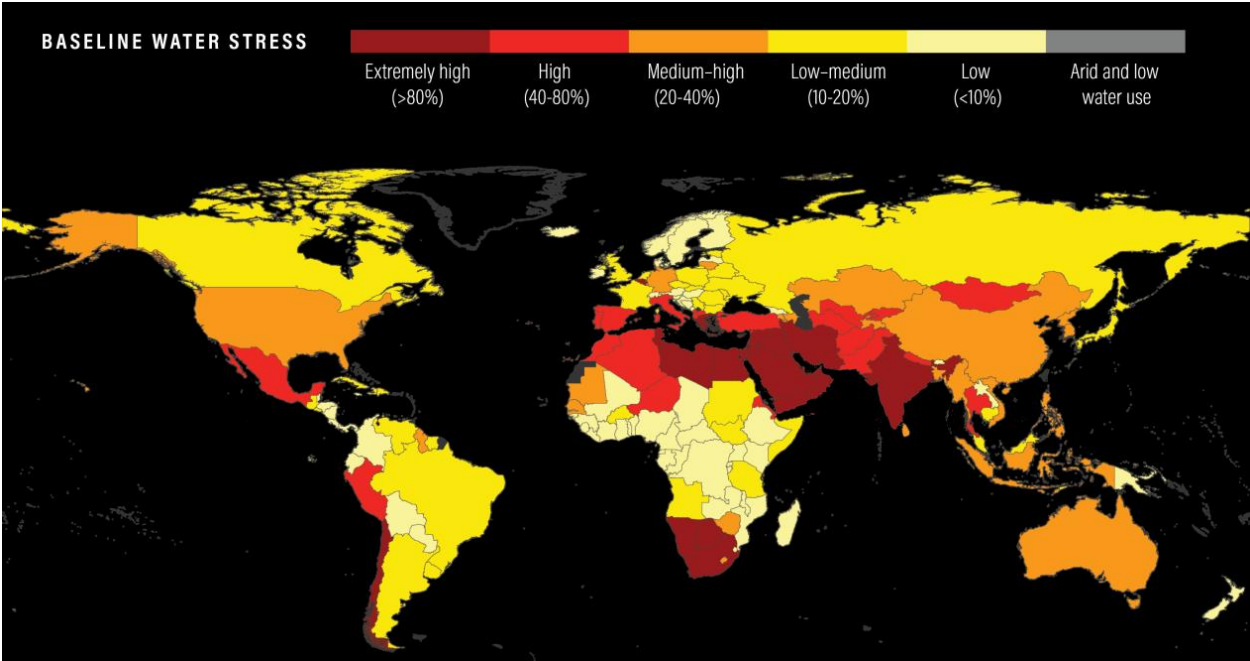 BASELINE WATER STRESS
Extremely high
(>80%)
High
(40-80%)
Medium–high
(20-40%)
Low–medium
(10-20%)
Low
(<10%)
Arid and low
water use